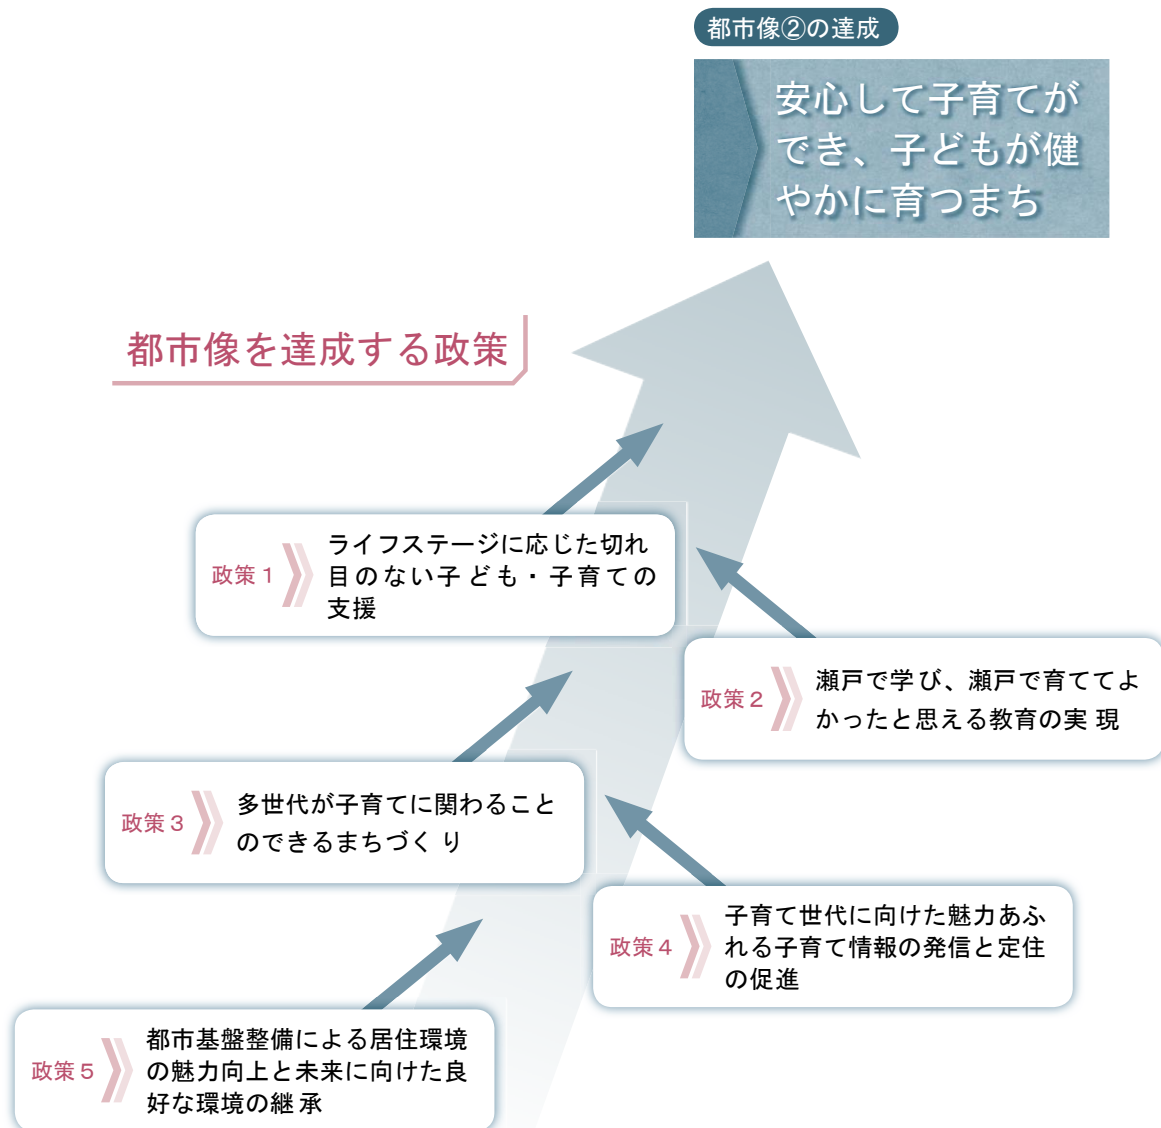 都市像②の達成
安心して子育てが
でき、子どもが健
やかに育つまち
都市像を達成する政策
政策1
ライフステージに応じた切れ
目のない子ども・子育ての
支援
政策2
瀬戸で学び、瀬戸で育ててよ
かったと思える教育の実現
政策3
多世代が子育てに関わること
のできるまちづくり
政策4
子育て世代に向けた魅力あふ
れる子育て情報の発信と定住
の促進
政策5
都市基盤整備による居住環境
の魅力向上と未来に向けた良
好な環境の継承